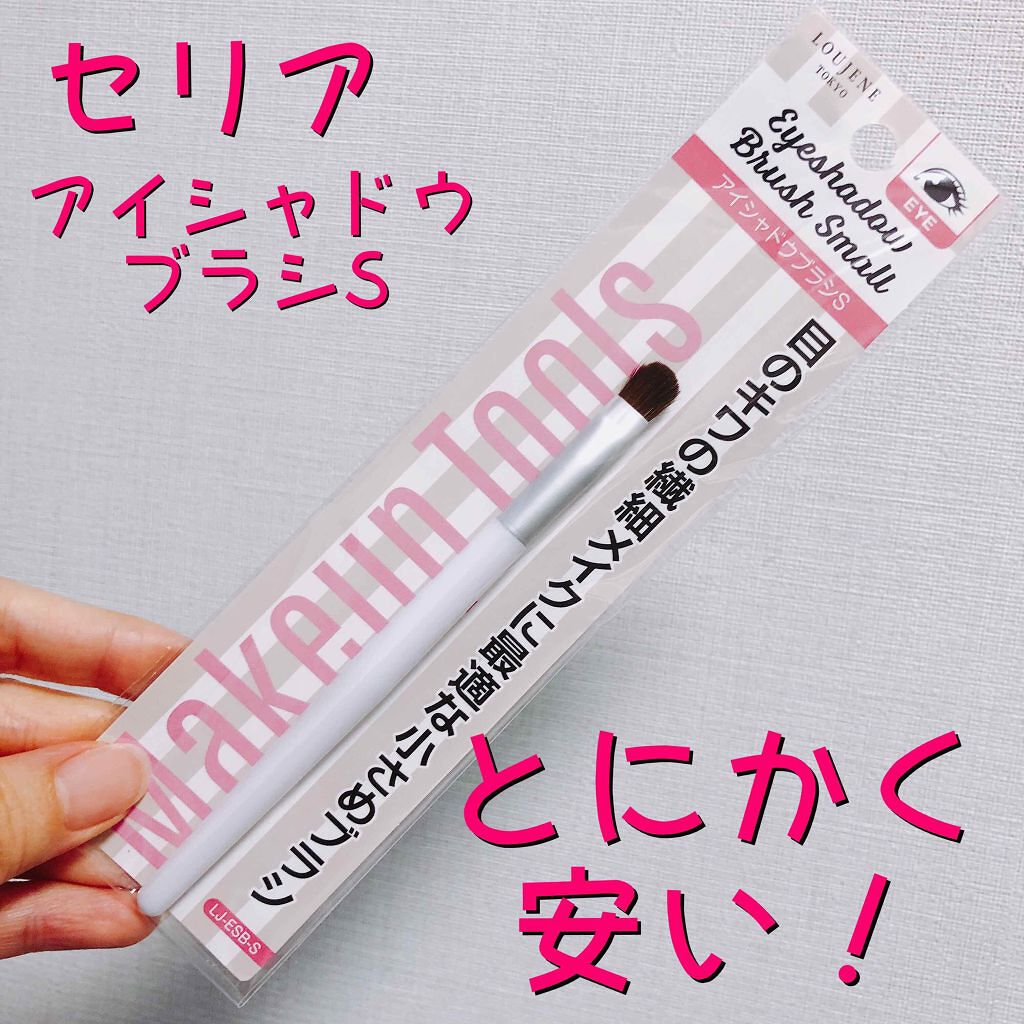 セリア
アイシャドウ
ブラシS
LOUJENE
TOKYO
Eyeshadow
Brush Small
EYE
アイシャドウブラシS
Makeup Tools
目のキワの繊細メイクに最適な小さめブラシ
LJ-ESB-S
とにかく
安い!